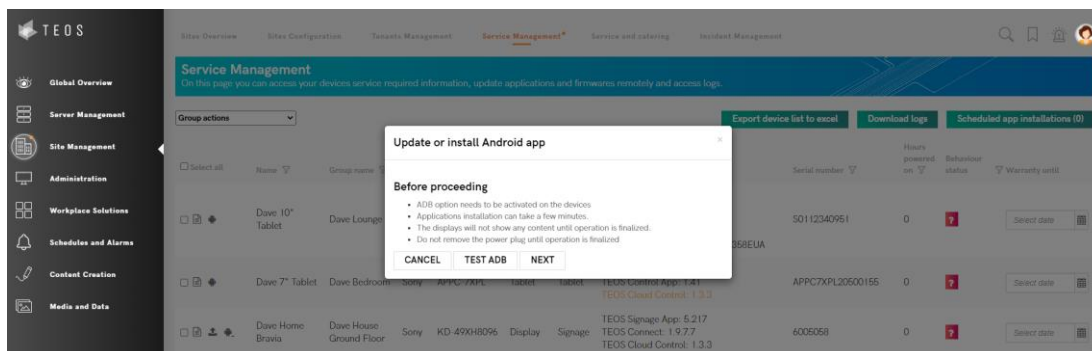 TEOS
Sites Overview
Sites Configuration
Tenants Management
Service Management
Service and catering
Incident Management
Global Overview
Server Management
Site Management
Administration
Workplace Solutions
Schedules and Alarms
Content Creation
Media and Data
Service Management
On this page you can access your devices service required information, update applications and firmwares remotely and access logs.
Group actions
Export device list to excel
Download logs
Scheduled app installations (0)
Select all
Name
Group name
Serial number
Hours powered on
Behaviour status
Warranty until
Update or install Android app
Before proceeding
ADB option needs to be activated on the devices
Applications installation can take a few minutes.
The displays will not show any content until operation is finalized.
Do not remove the power plug until operation is finalized
CANCEL TEST ADB NEXT
Dave 10" Tablet
Dave Lounge
358EUA
S0112340951 0 ? Select date
Dave 7" Tablet Dave Bedroom Sony APPC-7XPL Tablet Tablet
TEOS Control App: 1.41
TEOS Cloud Control: 1.3.3
APPC7XPL20500155 0 ? Select date
Dave Home Bravia
Dave House Ground Floor
Sony KD-49XH8096 Display Signage
TEOS Signage App: 5.217
TEOS Connect: 1.9.7.7
TEOS Cloud Control: 1.3.3
6005058 0 ? Select date